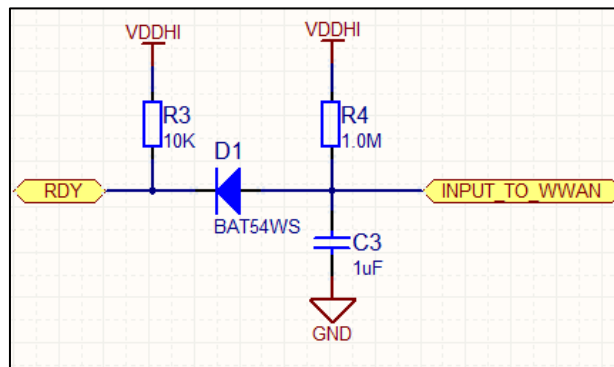 VDDHI
VDDHI
R3
10K
R4
1.0M
D1
RDY
INPUT_TO_WWAN
BAT54WS
C3
1uF
GND